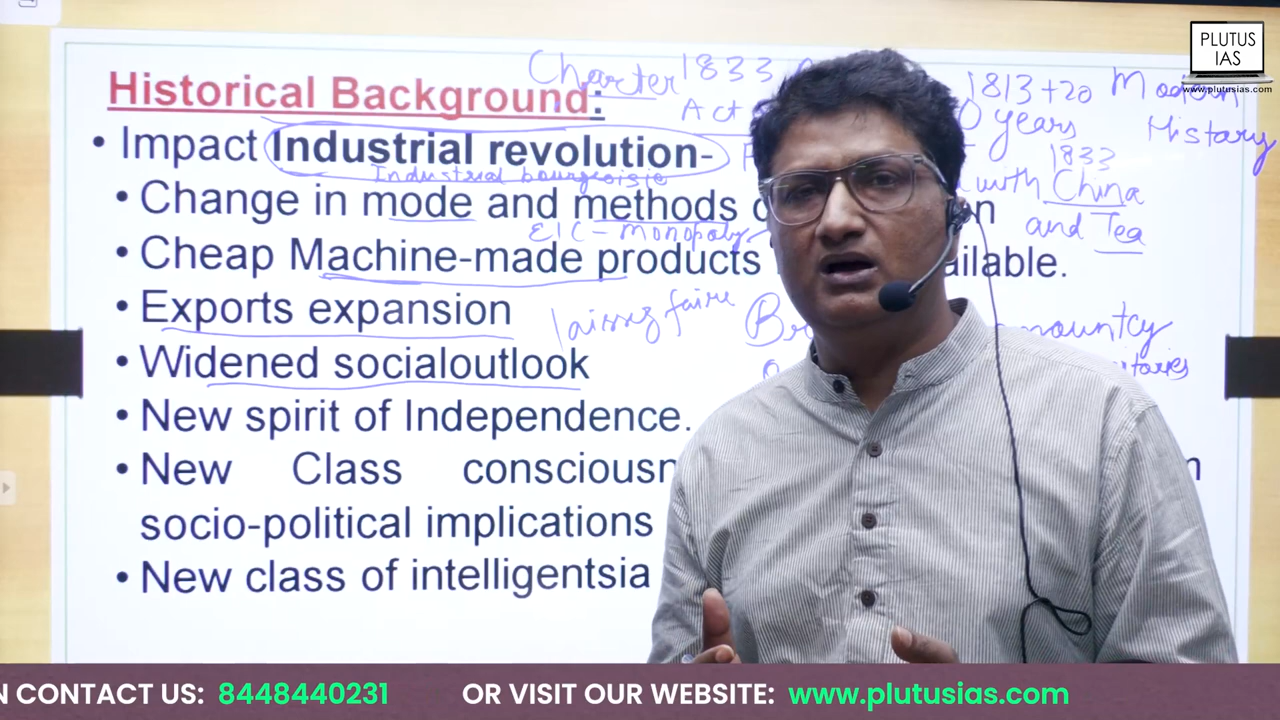 PLUTUS
IAS
www.plutusias.com
Charter 1833 1813+20 Modern
Act years History
1833
Historical Background:
• Impact Industrial revolution-
Industrial bourgeoisie
with China
• Change in mode and methods
and Tea
EIC - Monopoly
• Cheap Machine-made products
• Exports expansion
laissez faire
• Widened socialoutlook
• New spirit of Independence.
• New Class
socio-political implications
• New class of intelligentsia
CONTACT US: 8448440231 OR VISIT OUR WEBSITE: www.plutusias.com